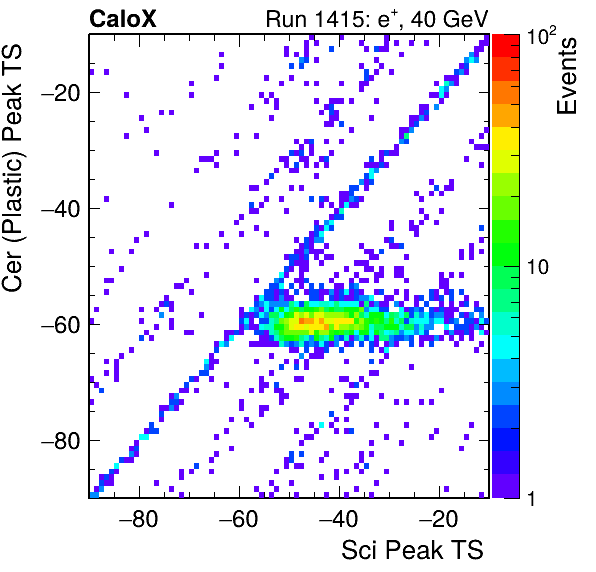 CaloX Run 1415: e+, 40 GeV
Cer (Plastic) Peak TS
−20
−40
−60
−80
−80 −60 −40 −20
Sci Peak TS
10²
10
1
Events